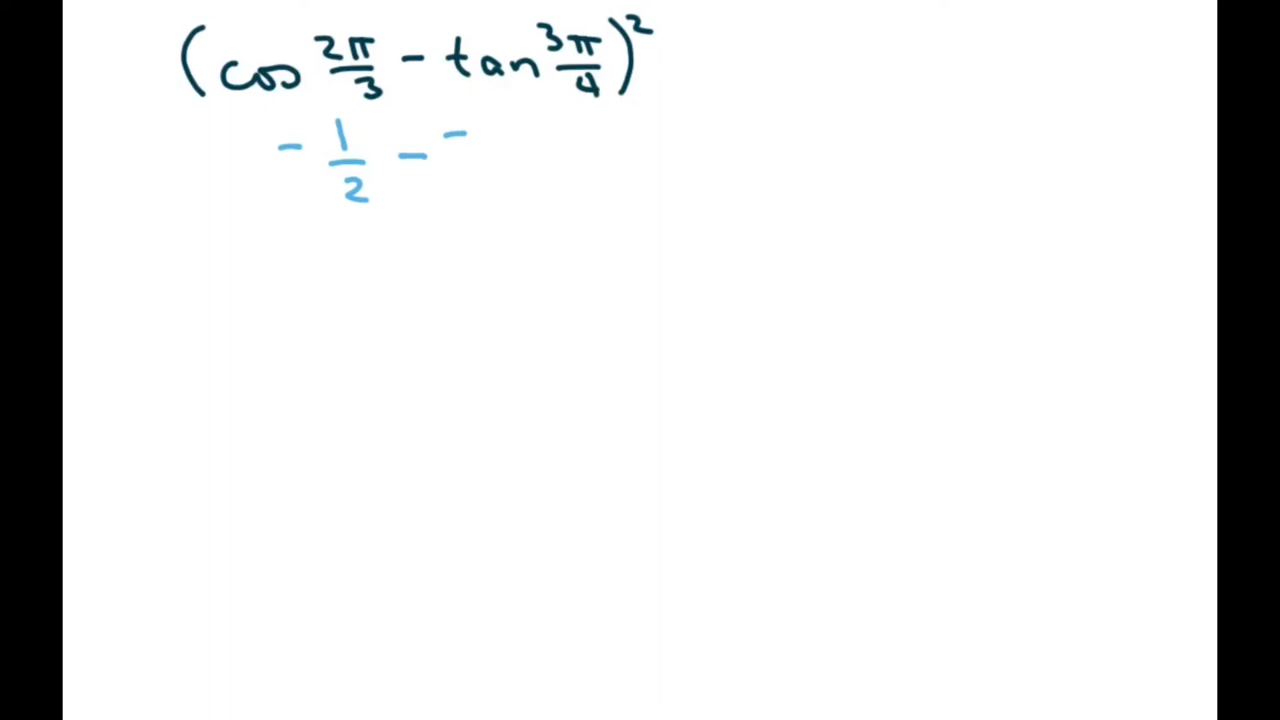 (cos 2π/3 - tan 3π/4)²
- 1/2 - -